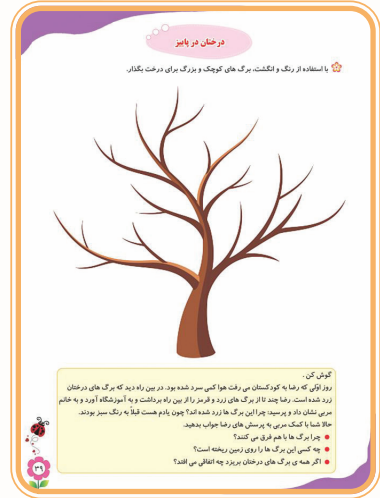 درختان در پاییز
با استفاده از رنگ و انگشت، برگ های کوچک و بزرگ برای درخت بگذار.
گوش کن .
روز اوّلی که رضا به کودکستان می رفت هوا کمی سرد شده بود. در بین راه دید که برگ های درختان
زرد شده است. رضا چند تا از برگ های زرد و قرمز را از بین راه برداشت و به آموزشگاه آورد و به خانم
مربی نشان داد و پرسید: چرا این برگ ها زرد شده اند؟ چون یادم هست قبلاً به رنگ سبز بودند.
حالا شما با کمک مربی به پرسش های رضا جواب بدهید.
چرا برگ ها با هم فرق می کنند؟
چه کسی این برگ ها را روی زمین ریخته است؟
اگر همه ی برگ های درختان بریزد چه اتفاقی می افتد؟
۳۹